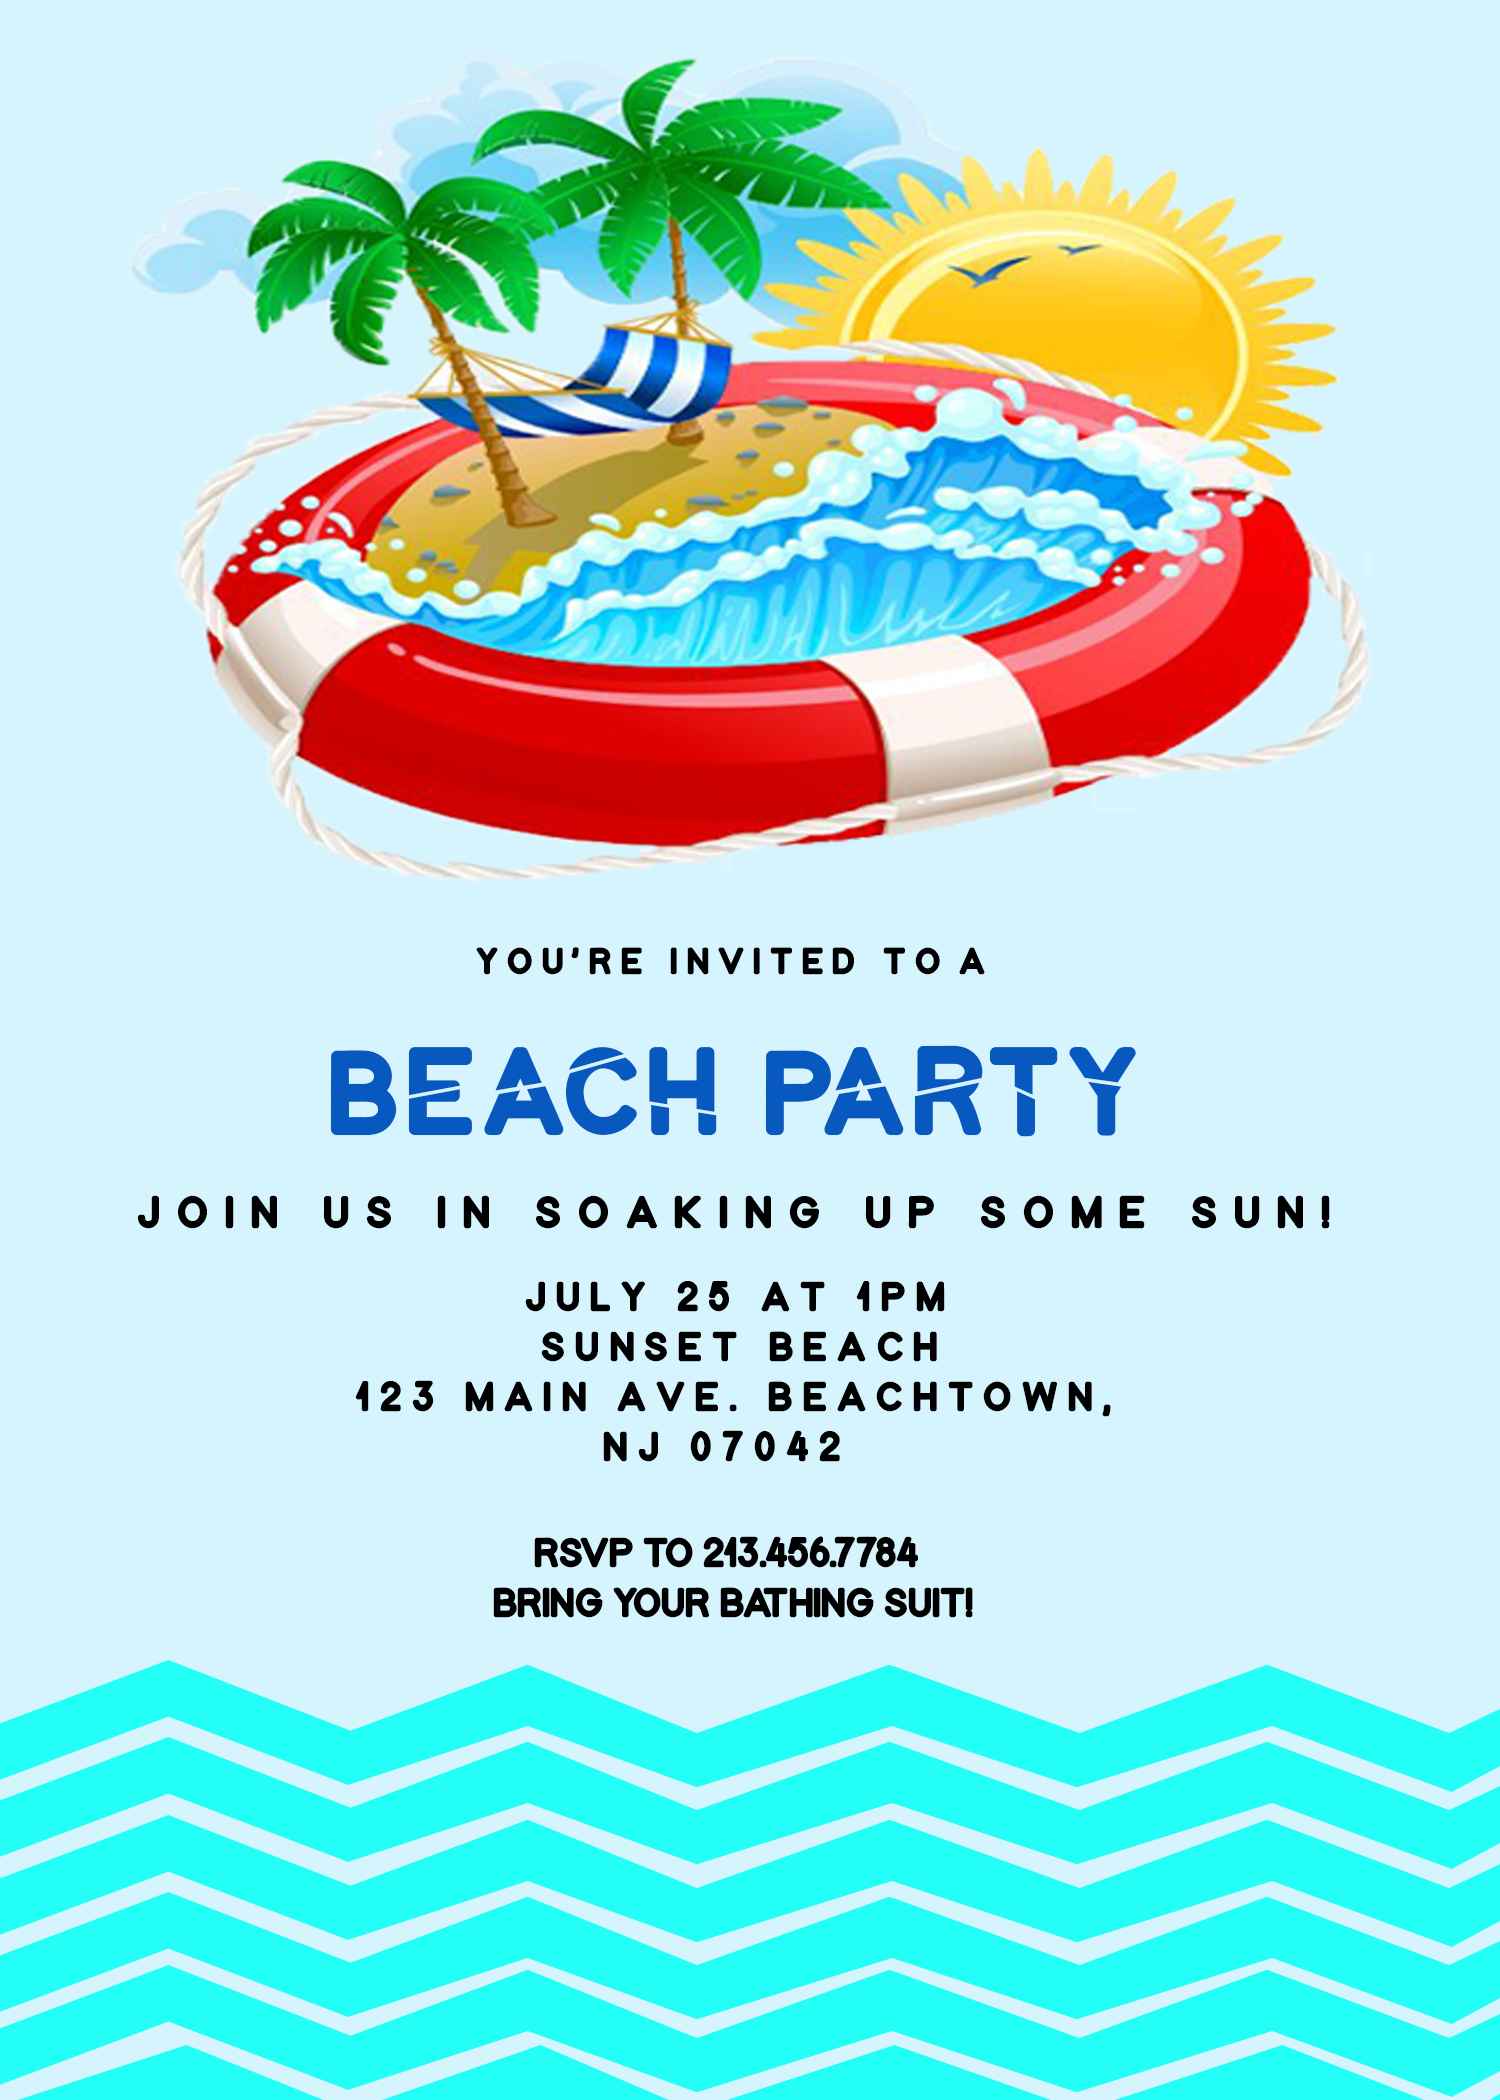 YOU'RE INVITED TO A
BEACH PARTY
JOIN US IN SOAKING UP SOME SUN!
JULY 25 AT 1PM
SUNSET BEACH
123 MAIN AVE. BEACHTOWN,
NJ 07042
RSVP TO 213.456.7784
BRING YOUR BATHING SUIT!